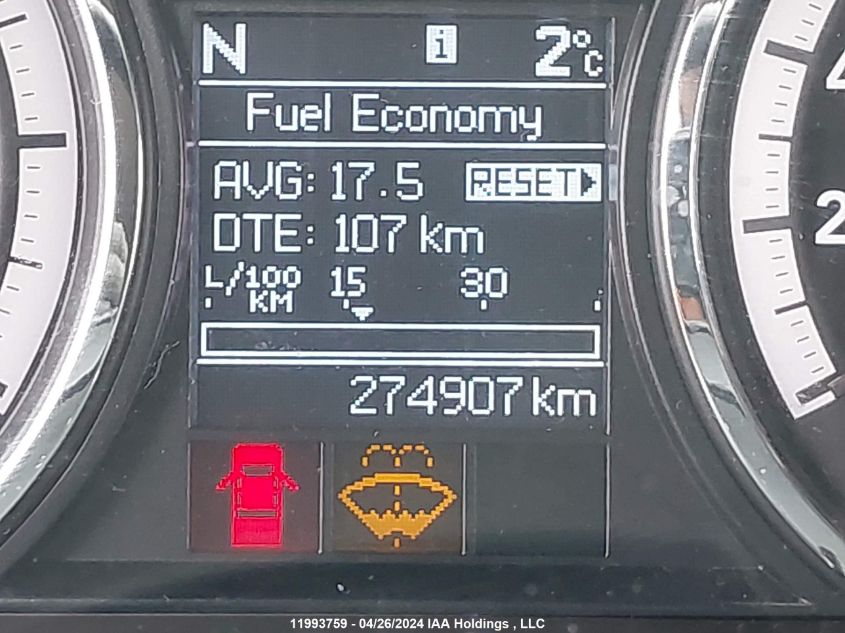 N i 2°C
Fuel Economy
AVG: 17.5 RESET
DTE: 107 km
L/100 KM 15 30
274907 km
2
11993759 - 04/26/2024 IAA Holdings , LLC